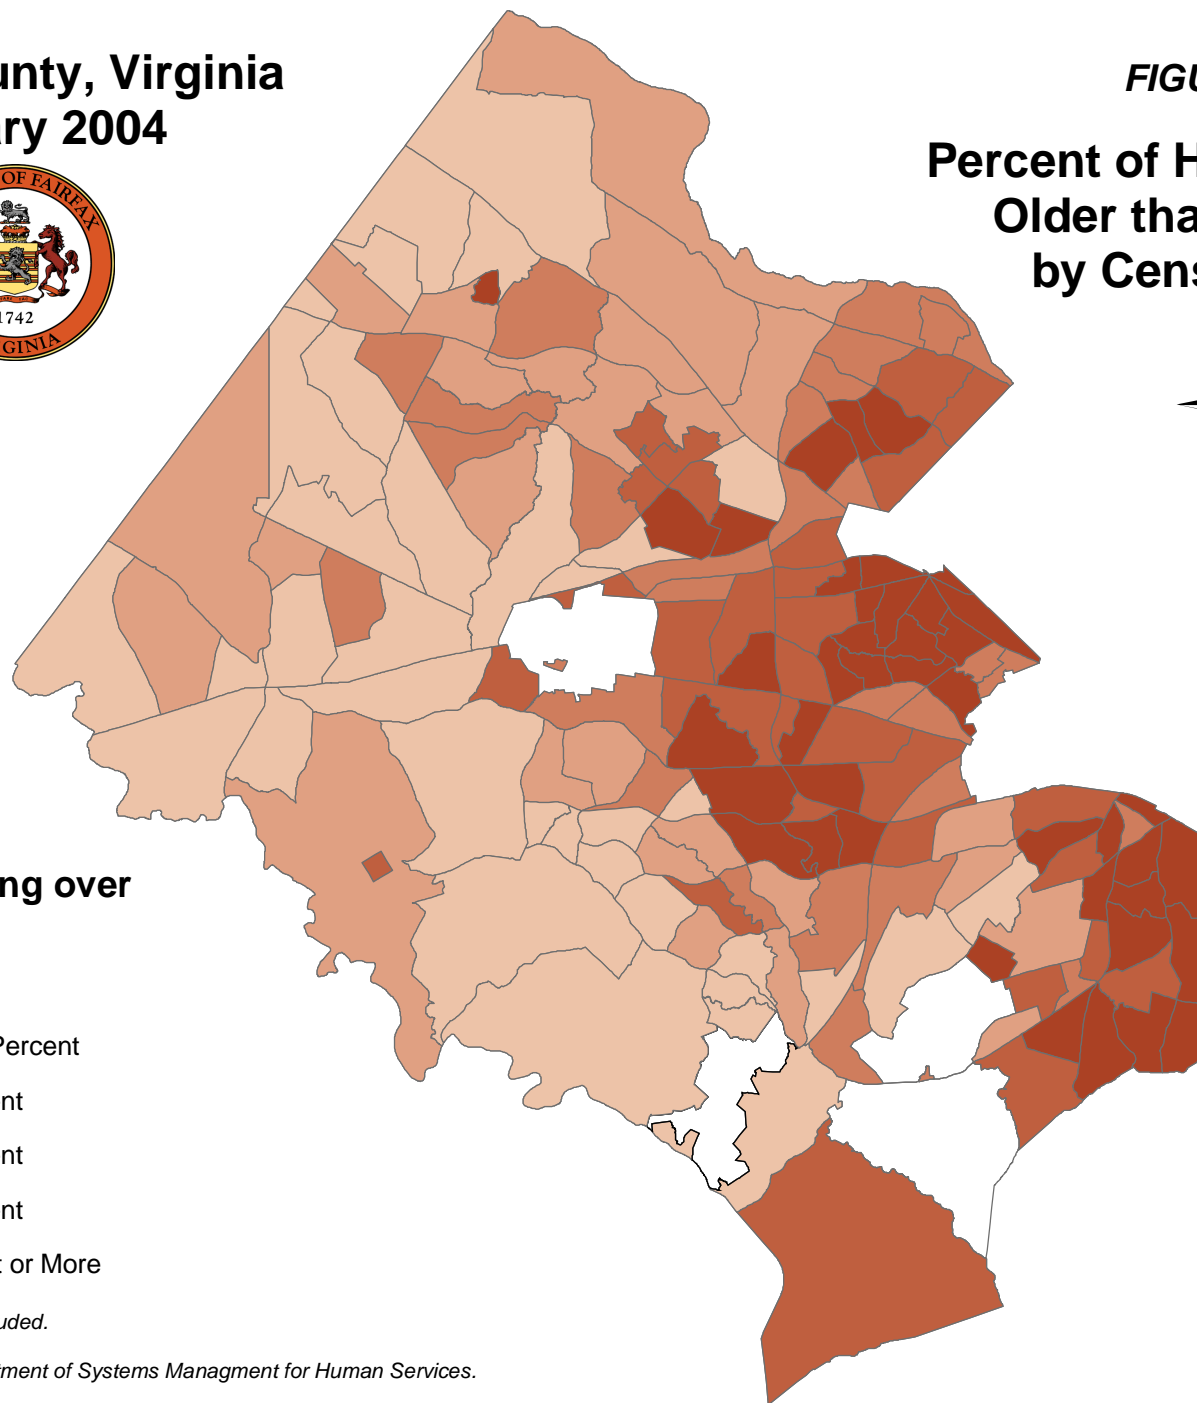 unty, Virginia
ary 2004
OF FAIRFAX
1742
GINIA
FIGU
Percent of H
Older tha
by Cens
ng over
Percent
nt
nt
nt
t or More
uded.
tment of Systems Managment for Human Services.